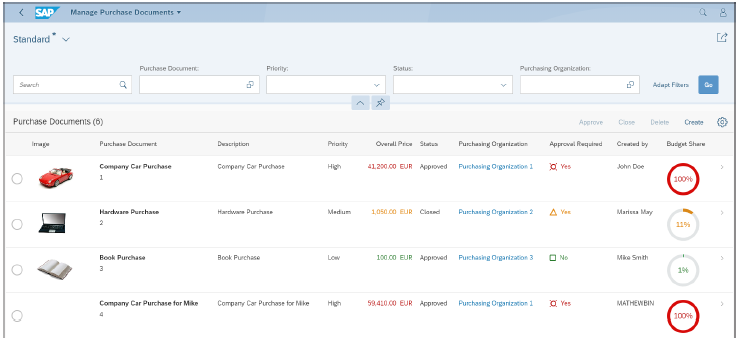 SAP Manage Purchase Documents
Standard *
Purchase Document: Priority: Status: Purchasing Organization:
Search Adapt Filters Go
Purchase Documents (6) Approve Close Delete Create
Image Purchase Document Description Priority Overall Price Status Purchasing Organization Approval Required Created by Budget Share
Company Car Purchase Company Car Purchase High 41,200.00 EUR Approved Purchasing Organization 1 Yes John Doe
1
100%
Hardware Purchase Hardware Purchase Medium 1,050.00 EUR Closed Purchasing Organization 2 Yes Marissa May
2
11%
Book Purchase Book Purchase Low 100.00 EUR Approved Purchasing Organization 3 No Mike Smith
3
1%
Company Car Purchase for Mike Company Car Purchase for Mike High 59,410.00 EUR Approved Purchasing Organization 1 Yes MATHEWBIN
4
100%